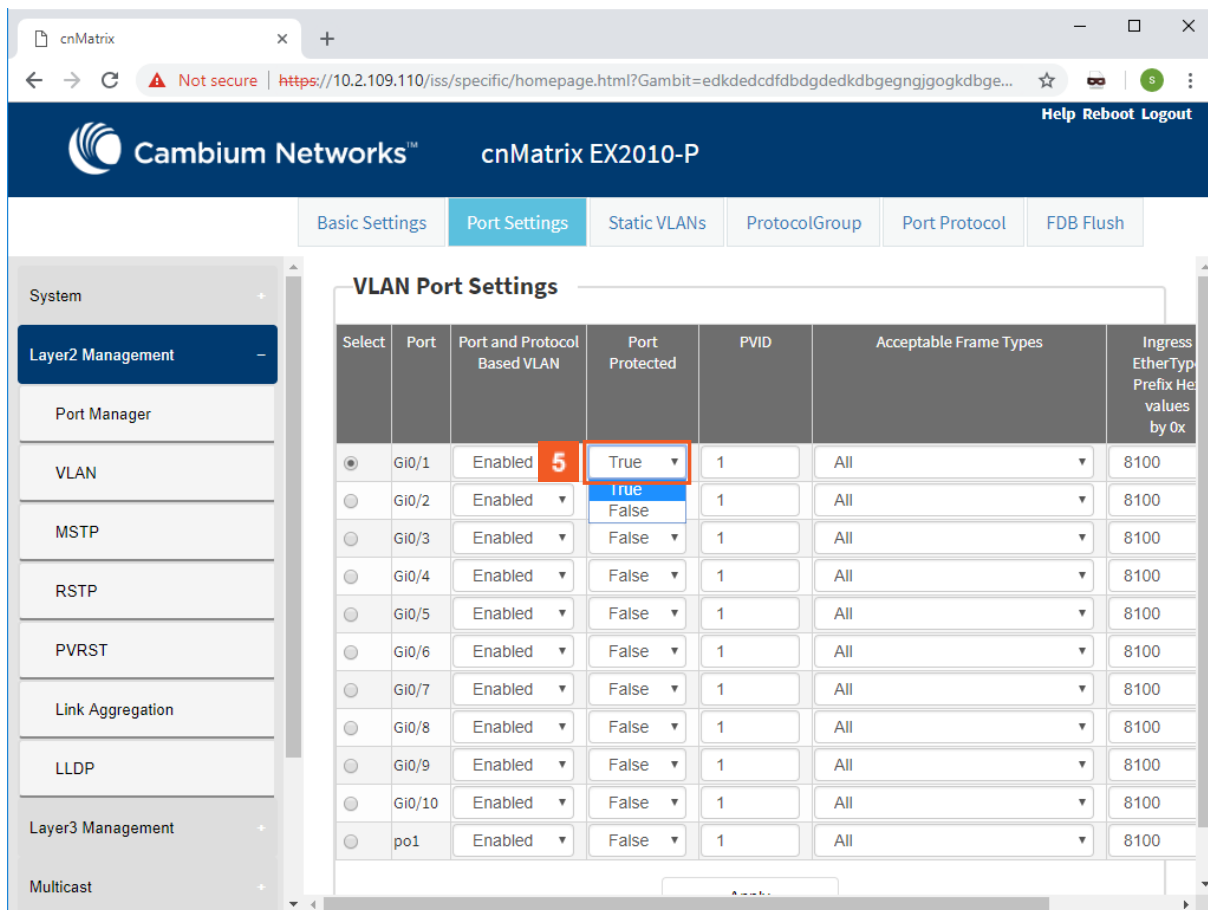 cnMatrix
Not secure | https://10.2.109.110/iss/specific/homepage.html?Gambit=edkdedcdfdbdgdedkdbgegngjgogkdbge...
S
Help Reboot Logout
Cambium Networks™
cnMatrix EX2010-P
Basic Settings Port Settings Static VLANs ProtocolGroup Port Protocol FDB Flush
System +
Layer2 Management −
Port Manager
VLAN
MSTP
RSTP
PVRST
Link Aggregation
LLDP
Layer3 Management +
Multicast +
VLAN Port Settings
Select Port Port and Protocol Based VLAN Port Protected PVID Acceptable Frame Types Ingress EtherType Prefix Hex values by 0x
Gi0/1 Enabled 5 True 1 All 8100
True
False
Gi0/2 Enabled 1 All 8100
Gi0/3 Enabled False 1 All 8100
Gi0/4 Enabled False 1 All 8100
Gi0/5 Enabled False 1 All 8100
Gi0/6 Enabled False 1 All 8100
Gi0/7 Enabled False 1 All 8100
Gi0/8 Enabled False 1 All 8100
Gi0/9 Enabled False 1 All 8100
Gi0/10 Enabled False 1 All 8100
po1 Enabled False 1 All 8100
Apply